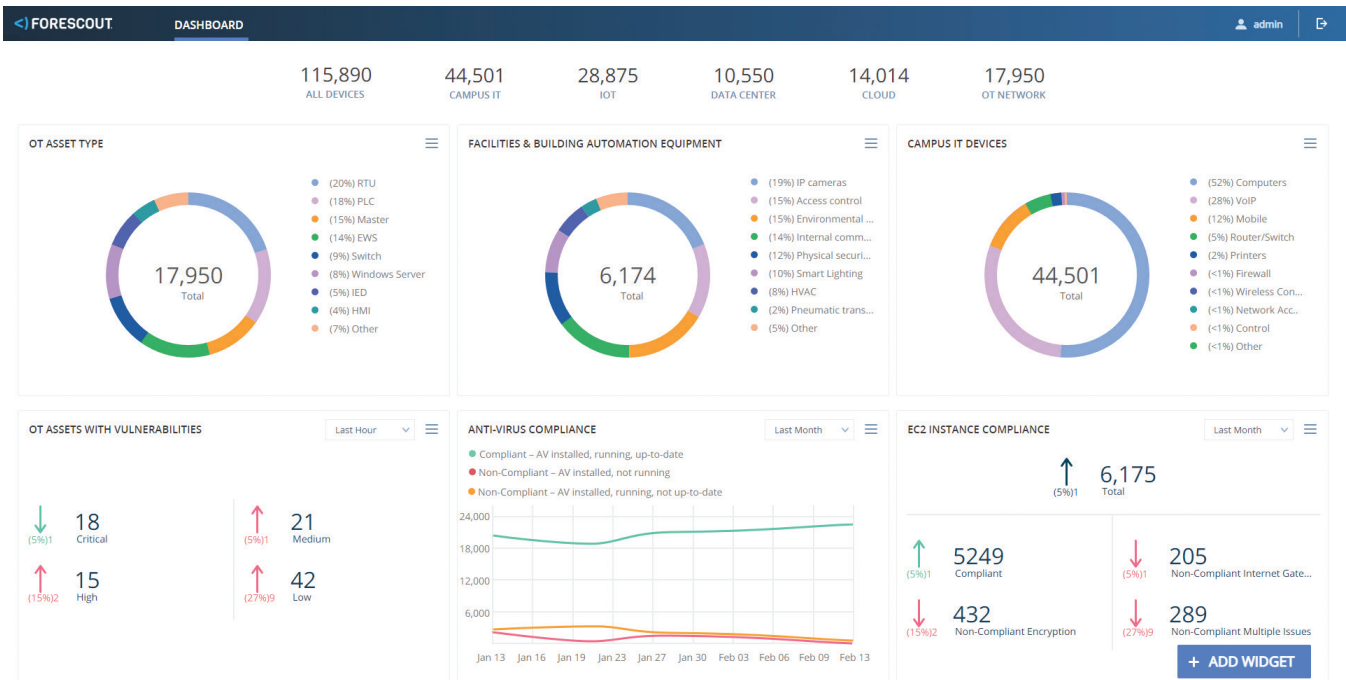 <) FORESCOUT.
DASHBOARD
admin
115,890
ALL DEVICES
44,501
CAMPUS IT
28,875
IOT
10,550
DATA CENTER
14,014
CLOUD
17,950
OT NETWORK
OT ASSET TYPE
17,950
Total
(20%) RTU
(18%) PLC
(15%) Master
(14%) EWS
(9%) Switch
(8%) Windows Server
(5%) IED
(4%) HMI
(7%) Other
FACILITIES & BUILDING AUTOMATION EQUIPMENT
6,174
Total
(19%) IP cameras
(15%) Access control
(15%) Environmental ...
(14%) Internal comm...
(12%) Physical securi...
(10%) Smart Lighting
(8%) HVAC
(2%) Pneumatic trans...
(5%) Other
CAMPUS IT DEVICES
44,501
Total
(52%) Computers
(28%) VoIP
(12%) Mobile
(5%) Router/Switch
(2%) Printers
(<1%) Firewall
(<1%) Wireless Con...
(<1%) Network Acc..
(<1%) Control
(<1%) Other
OT ASSETS WITH VULNERABILITIES
Last Hour
(5%)1
18
Critical
(5%)1
21
Medium
(15%)2
15
High
(27%)9
42
Low
ANTI-VIRUS COMPLIANCE
Last Month
Compliant – AV installed, running, up-to-date
Non-Compliant – AV installed, not running
Non-Compliant – AV installed, running, not up-to-date
24,000
18,000
12,000
6,000
Jan 13 Jan 16 Jan 19 Jan 23 Jan 27 Jan 30 Feb 03 Feb 06 Feb 09 Feb 13
EC2 INSTANCE COMPLIANCE
Last Month
(5%)1
6,175
Total
(5%)1
5249
Compliant
(5%)1
205
Non-Compliant Internet Gate...
(15%)2
432
Non-Compliant Encryption
(27%)9
289
Non-Compliant Multiple Issues
+ ADD WIDGET